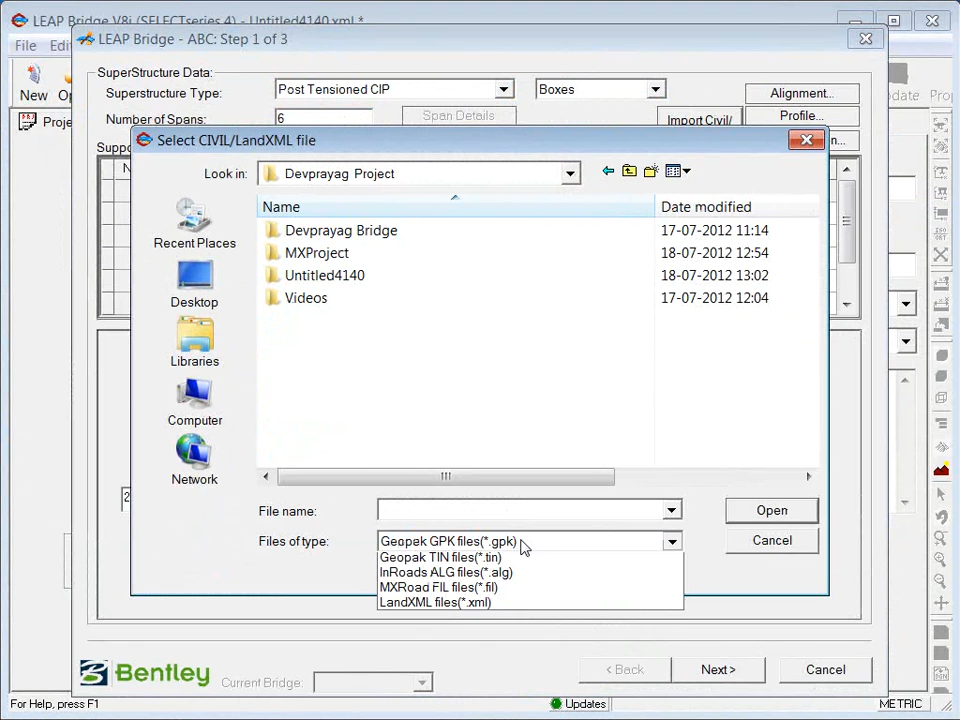 LEAP Bridge V8i (SELECTseries 4) - Untitled4140.xml *
File
LEAP Bridge - ABC: Step 1 of 3
SuperStructure Data:
Superstructure Type: Post Tensioned CIP Boxes Alignment...
New
Number of Spans: 6 Span Details Import Civil/ Profile...
Select CIVIL/LandXML file
Look in: Devprayag Project
Name Date modified
Devprayag Bridge 17-07-2012 11:14
MXProject 18-07-2012 12:54
Untitled4140 18-07-2012 13:02
Videos 17-07-2012 12:04
Recent Places
Desktop
Libraries
Computer
Network
File name: Open
Files of type: Geopak GPK files(*.gpk) Cancel
Geopak TIN files(*.tin)
InRoads ALG files(*.alg)
MXRoad FIL files(*.fil)
LandXML files(*.xml)
Bentley Current Bridge: < Back Next> Cancel
For Help, press F1 Updates METRIC